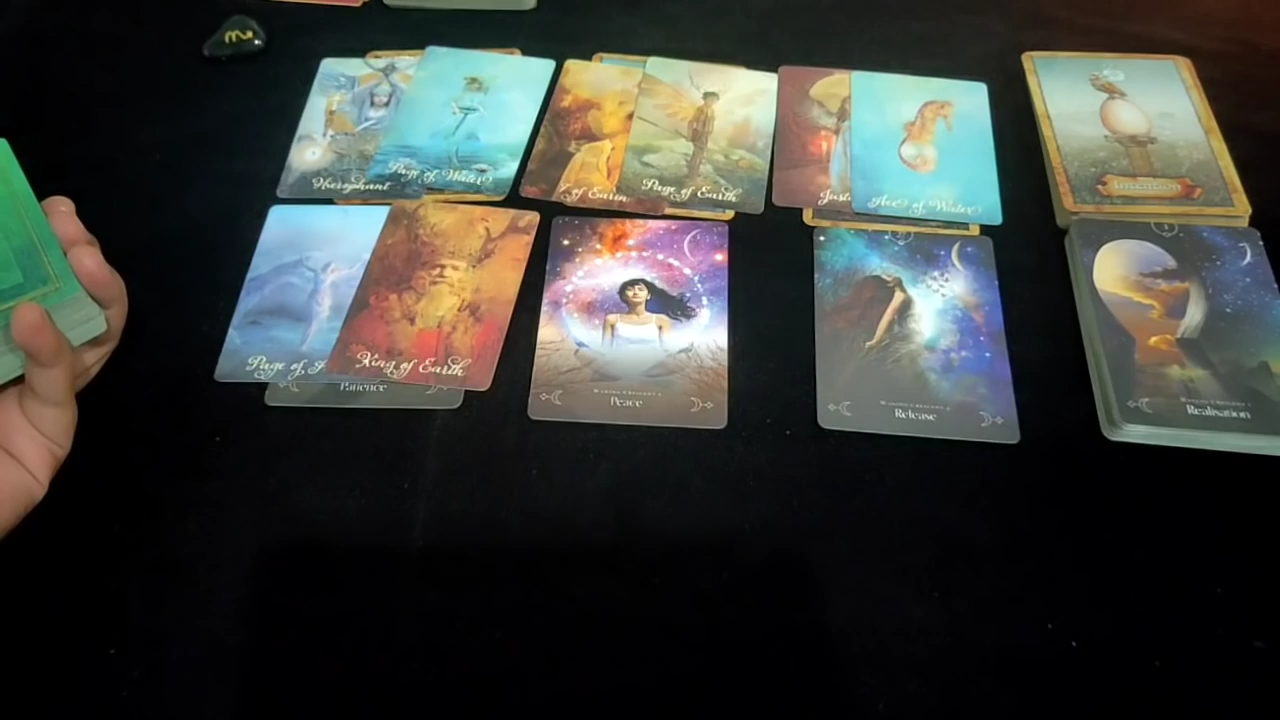 Hierophant
Page of Water
of Earth
Page of Earth
Ace of Water
Intention
Page of
King of Earth
Patience
Peace
Release
Realisation